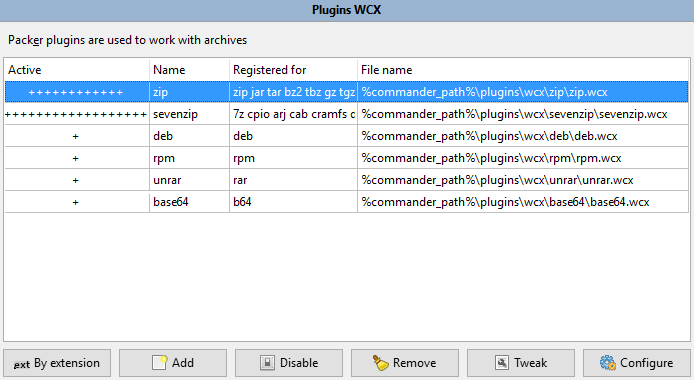 Plugins WCX
Packer plugins are used to work with archives
Active Name Registered for File name
++++++++++++ zip zip jar tar bz2 tbz gz tgz %commander_path%\plugins\wcx\zip\zip.wcx
++++++++++++++++++ sevenzip 7z cpio arj cab cramfs %commander_path%\plugins\wcx\sevenzip\sevenzip.wcx
+ deb deb %commander_path%\plugins\wcx\deb\deb.wcx
+ rpm rpm %commander_path%\plugins\wcx\rpm\rpm.wcx
+ unrar rar %commander_path%\plugins\wcx\unrar\unrar.wcx
+ base64 b64 %commander_path%\plugins\wcx\base64\base64.wcx
ext By extension Add Disable Remove Tweak Configure